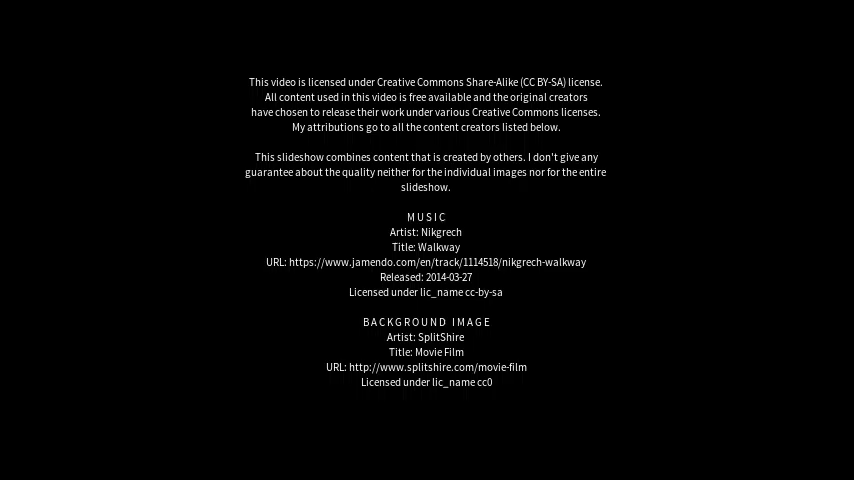 This video is licensed under Creative Commons Share-Alike (CC BY-SA) license.
All content used in this video is free available and the original creators
have chosen to release their work under various Creative Commons licenses.
My attributions go to all the content creators listed below.
This slideshow combines content that is created by others. I don't give any
guarantee about the quality neither for the individual images nor for the entire
slideshow.
MUSIC
Artist: Nikgrech
Title: Walkway
URL: https://www.jamendo.com/en/track/1114518/nikgrech-walkway
Released: 2014-03-27
Licensed under lic_name cc-by-sa
BACKGROUND IMAGE
Artist: SplitShire
Title: Movie Film
URL: http://www.splitshire.com/movie-film
Licensed under lic_name cc0